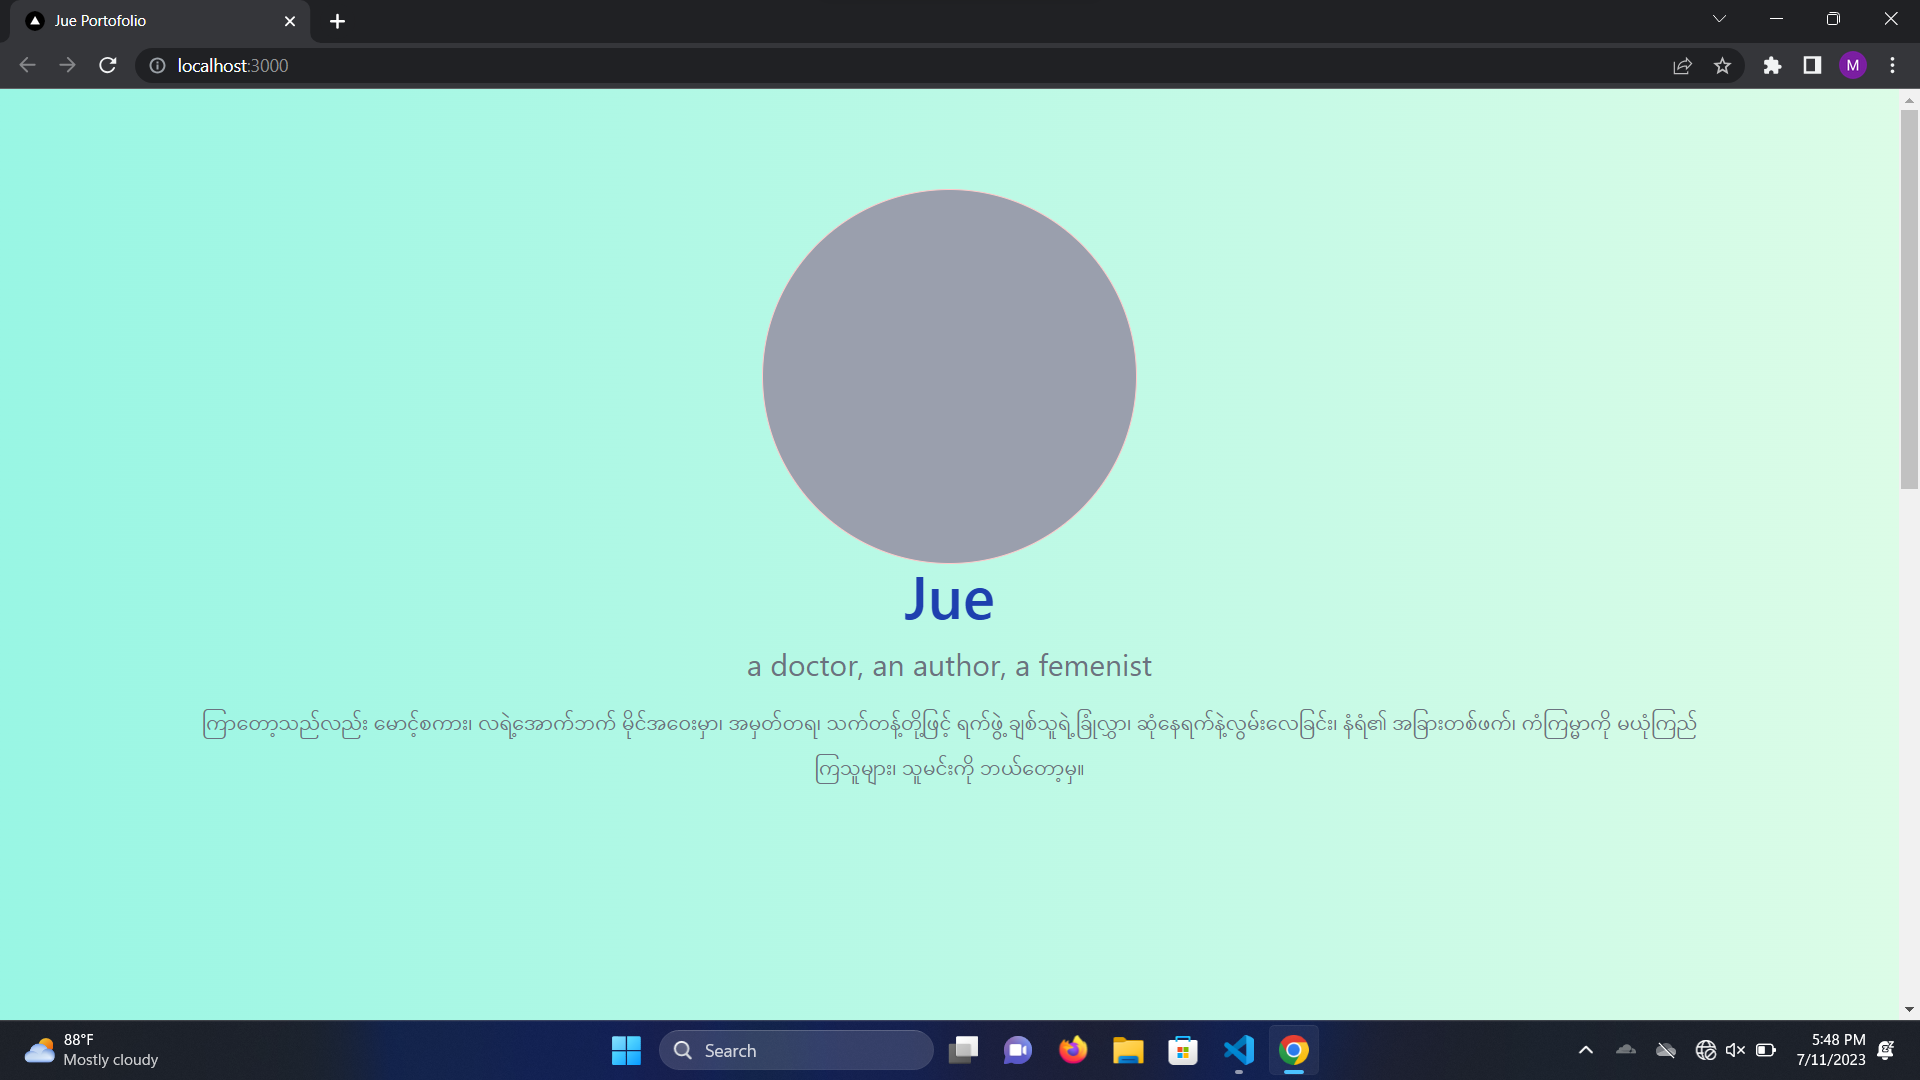 Jue Portofolio
localhost:3000
M
Jue
a doctor, an author, a femenist
ကြာတော့သည်လည်း မောင့်စကား၊ လရဲ့အောက်ဘက် မိုင်အဝေးမှာ၊ အမှတ်တရ၊ သက်တန့်တို့ဖြင့် ရက်ဖွဲ့ ချစ်သူရဲ့ခြုံလွှာ၊ ဆုံနေရက်နဲ့လွမ်းလေခြင်း၊ နံရံ၏ အခြားတစ်ဖက်၊ ကံကြမ္မာကို မယုံကြည်
ကြသူများ၊ သူမင်းကို ဘယ်တော့မှ။
88°F
Mostly cloudy
Search
5:48 PM
7/11/2023